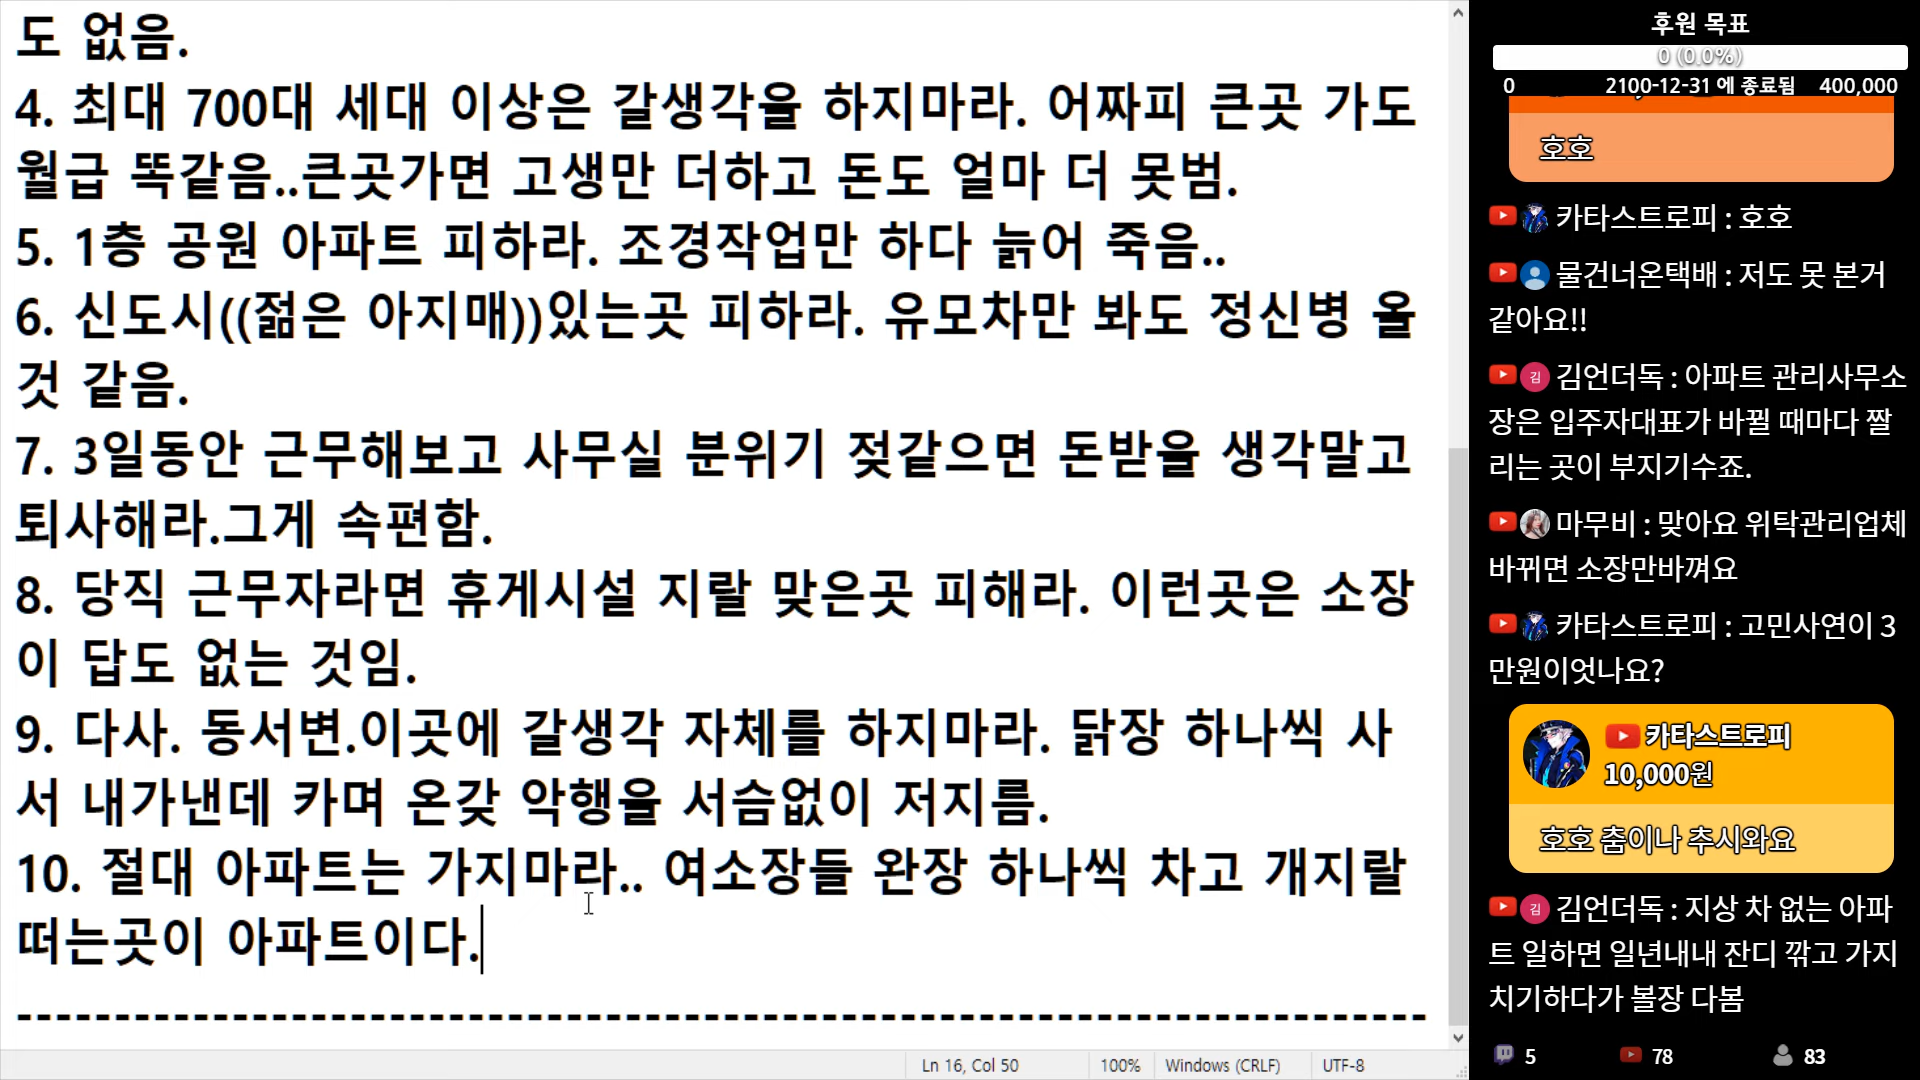 도 없음.
4. 최대 700대 세대 이상은 갈생각을 하지마라. 어짜피 큰곳 가도
월급 똑같음..큰곳가면 고생만 더하고 돈도 얼마 더 못범.
5. 1층 공원 아파트 피하라. 조경작업만 하다 늙어 죽음..
6. 신도시((젊은 아지매))있는곳 피하라. 유모차만 봐도 정신병 올
것 같음.
7. 3일동안 근무해보고 사무실 분위기 젖같으면 돈받을 생각말고
퇴사해라.그게 속편함.
8. 당직 근무자라면 휴게시설 지랄 맞은곳 피해라. 이런곳은 소장
이 답도 없는 것임.
9. 다사. 동서변.이곳에 갈생각 자체를 하지마라. 닭장 하나씩 사
서 내가낸데 카며 온갖 악행을 서슴없이 저지름.
10. 절대 아파트는 가지마라.. 여소장들 완장 하나씩 차고 개지랄
떠는곳이 아파트이다.
--------------------------------------------------------------
Ln 16, Col 50
100%
Windows (CRLF)
UTF-8
후원 목표
0 (0.0%)
0 2100-12-31 에 종료됨 400,000
호호
카타스트로피 : 호호
물건너온택배 : 저도 못 본거
같아요!!
김 김언더독 : 아파트 관리사무소
장은 입주자대표가 바뀔 때마다 짤
리는 곳이 부지기수죠.
마무비 : 맞아요 위탁관리업체
바뀌면 소장만바껴요
카타스트로피 : 고민사연이 3
만원이엇나요?
카타스트로피
10,000원
호호 춤이나 추시와요
김 김언더독 : 지상 차 없는 아파
트 일하면 일년내내 잔디 깎고 가지
치기하다가 볼장 다봄
5 78 83